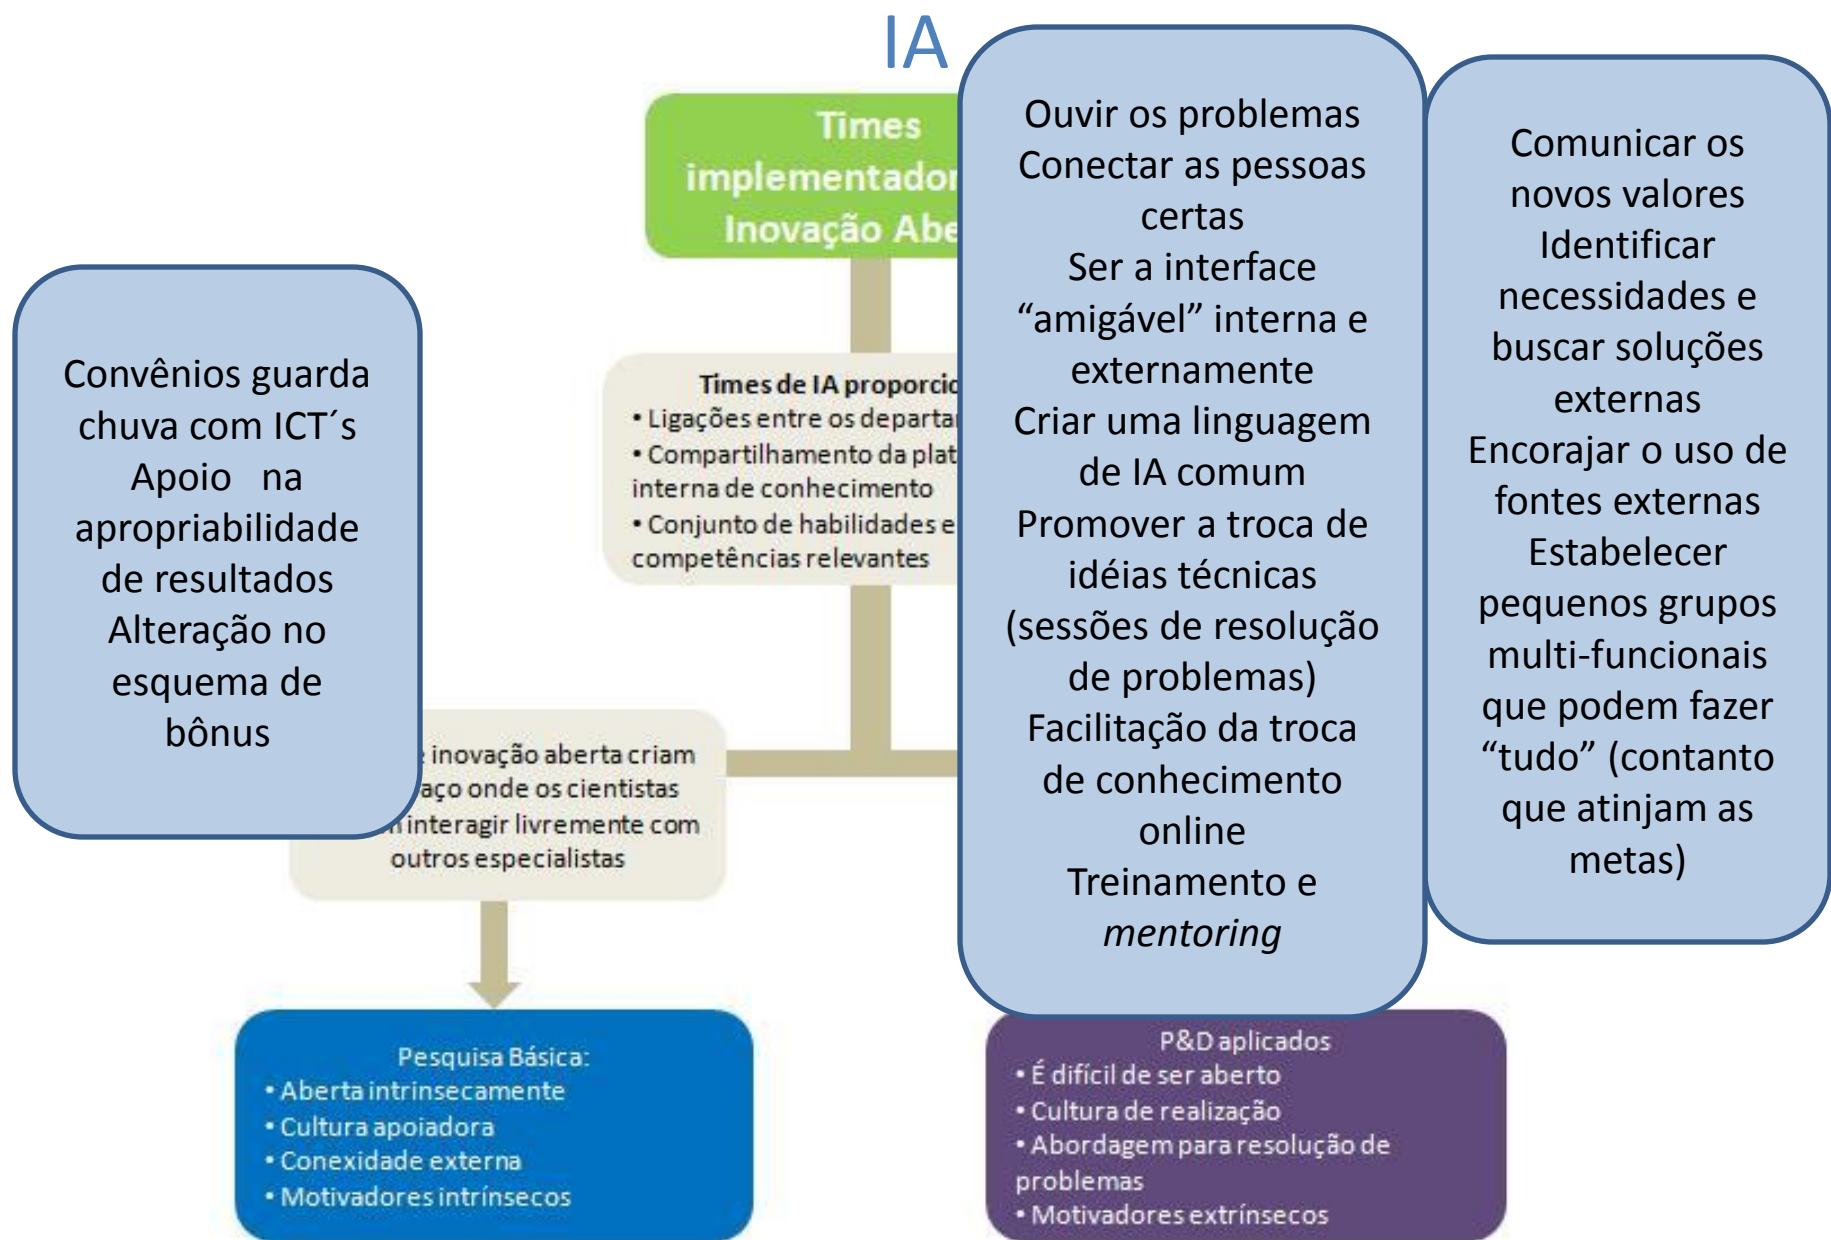 IA
Times
Inovação
Ouvir os problemas
Conectar as pessoas
certas
Ser a interface
“amigável” interna e
externamente
Criar uma linguagem
de IA comum
Promover a troca de
idéias técnicas
(sessões de resolução
de problemas)
Facilitação da troca
de conhecimento
online
Treinamento e
mentoring
Comunicar os
novos valores
Identificar
necessidades e
buscar soluções
externas
Encorajar o uso de
fontes externas
Estabelecer
pequenos grupos
multi-funcionais
que podem fazer
“tudo” (contanto
que atinjam as
metas)
Convênios guarda
chuva com ICT´s
Apoio na
apropriabilidade
de resultados
Alteração no
esquema de
bônus
Times de IA
• Ligações entre os
• Compartilhamento da
interna de conhecimento
• Conjunto de habilidades e
competências relevantes
inovação aberta criam
onde os cientistas
interagir livremente com
outros especialistas
Pesquisa Básica:
• Aberta intrinsecamente
• Cultura apoiadora
• Conexidade externa
• Motivadores intrínsecos
P&D aplicados
• É difícil de ser aberto
• Cultura de realização
• Abordagem para resolução de
problemas
• Motivadores extrínsecos